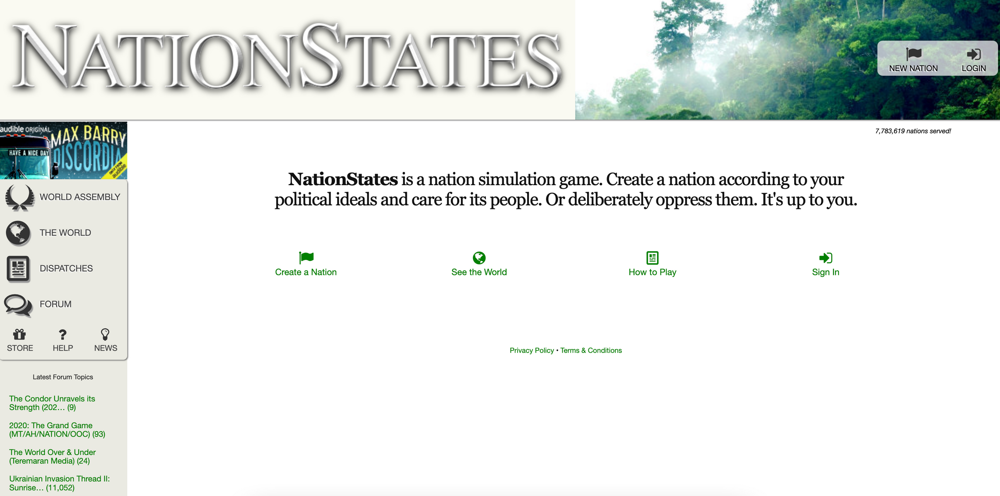 NATIONSTATES
NEW NATION
LOGIN
audible ORIGINAL
MAX BARRY
DISCORDIA
HAVE A NICE DAY
ONLY FROM
audible
7,783,619 nations served!
WORLD ASSEMBLY
THE WORLD
DISPATCHES
FORUM
STORE
HELP
NEWS
Latest Forum Topics
The Condor Unravels its
Strength (202… (9)
2020: The Grand Game
(MT/AH/NATION/OOC) (93)
The World Over & Under
(Teremaran Media) (24)
Ukrainian Invasion Thread II:
Sunrise… (11,052)
NationStates is a nation simulation game. Create a nation according to your
political ideals and care for its people. Or deliberately oppress them. It's up to you.
Create a Nation
See the World
How to Play
Sign In
Privacy Policy • Terms & Conditions